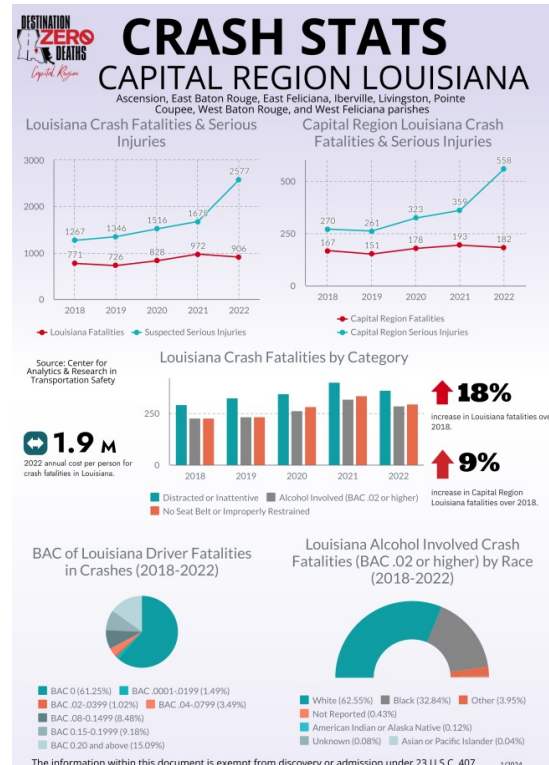 DESTINATION
ZERO
DEATHS
Capital Region
CRASH STATS
CAPITAL REGION LOUISIANA
Ascension, East Baton Rouge, East Feliciana, Iberville, Livingston, Pointe
Coupee, West Baton Rouge, and West Feliciana parishes
Louisiana Crash Fatalities & Serious
Injuries
3000
2000
1000
0
1267
1346
1516
1675
2577
771
726
828
972
906
2018
2019
2020
2021
2022
Louisiana Fatalities
Suspected Serious Injuries
Capital Region Louisiana Crash
Fatalities & Serious Injuries
500
250
0
270
261
323
359
558
167
151
178
193
182
2018
2019
2020
2021
2022
Capital Region Fatalities
Capital Region Serious Injuries
Source: Center for
Analytics & Research in
Transportation Safety
1.9 M
2022 annual cost per person for
crash fatalities in Louisiana.
Louisiana Crash Fatalities by Category
250
0
2018
2019
2020
2021
2022
Distracted or Inattentive
Alcohol Involved (BAC .02 or higher)
No Seat Belt or Improperly Restrained
18%
increase in Louisiana fatalities ove
2018.
9%
increase in Capital Region
Louisiana fatalities over 2018.
BAC of Louisiana Driver Fatalities
in Crashes (2018-2022)
BAC 0 (61.25%)
BAC .0001-.0199 (1.49%)
BAC .02-.0399 (1.02%)
BAC .04-.0799 (3.49%)
BAC .08-0.1499 (8.48%)
BAC 0.15-0.1999 (9.18%)
BAC 0.20 and above (15.09%)
Louisiana Alcohol Involved Crash
Fatalities (BAC .02 or higher) by Race
(2018-2022)
White (62.55%)
Black (32.84%)
Other (3.95%)
Not Reported (0.43%)
American Indian or Alaska Native (0.12%)
Unknown (0.08%)
Asian or Pacific Islander (0.04%)
The information within this document is exempt from discovery or admission under 23 U.S.C. 407.
1/2024